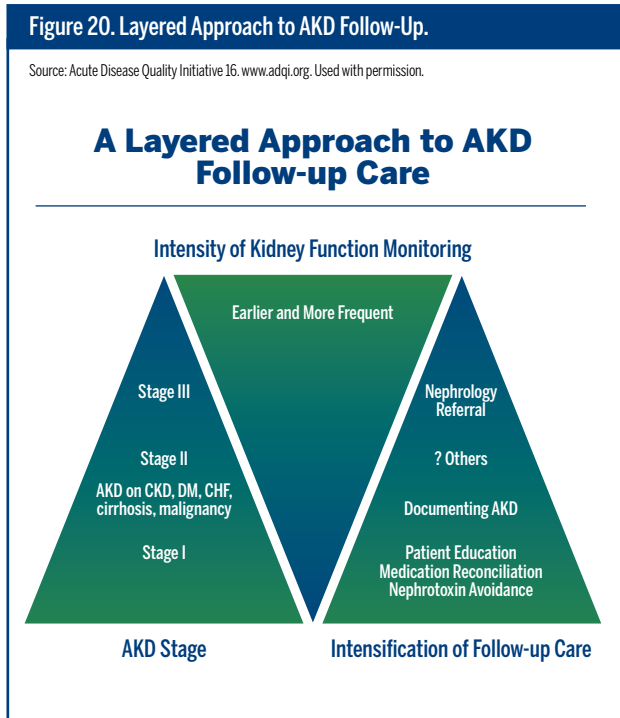 Figure 20. Layered Approach to AKD Follow-Up.
Source: Acute Disease Quality Initiative 16. www.adqi.org. Used with permission.
A Layered Approach to AKD
Follow-up Care
Intensity of Kidney Function Monitoring
Earlier and More Frequent
Stage III
Stage II
AKD on CKD, DM, CHF,
cirrhosis, malignancy
Stage I
Nephrology
Referral
? Others
Documenting AKD
Patient Education
Medication Reconciliation
Nephrotoxin Avoidance
AKD Stage
Intensification of Follow-up Care